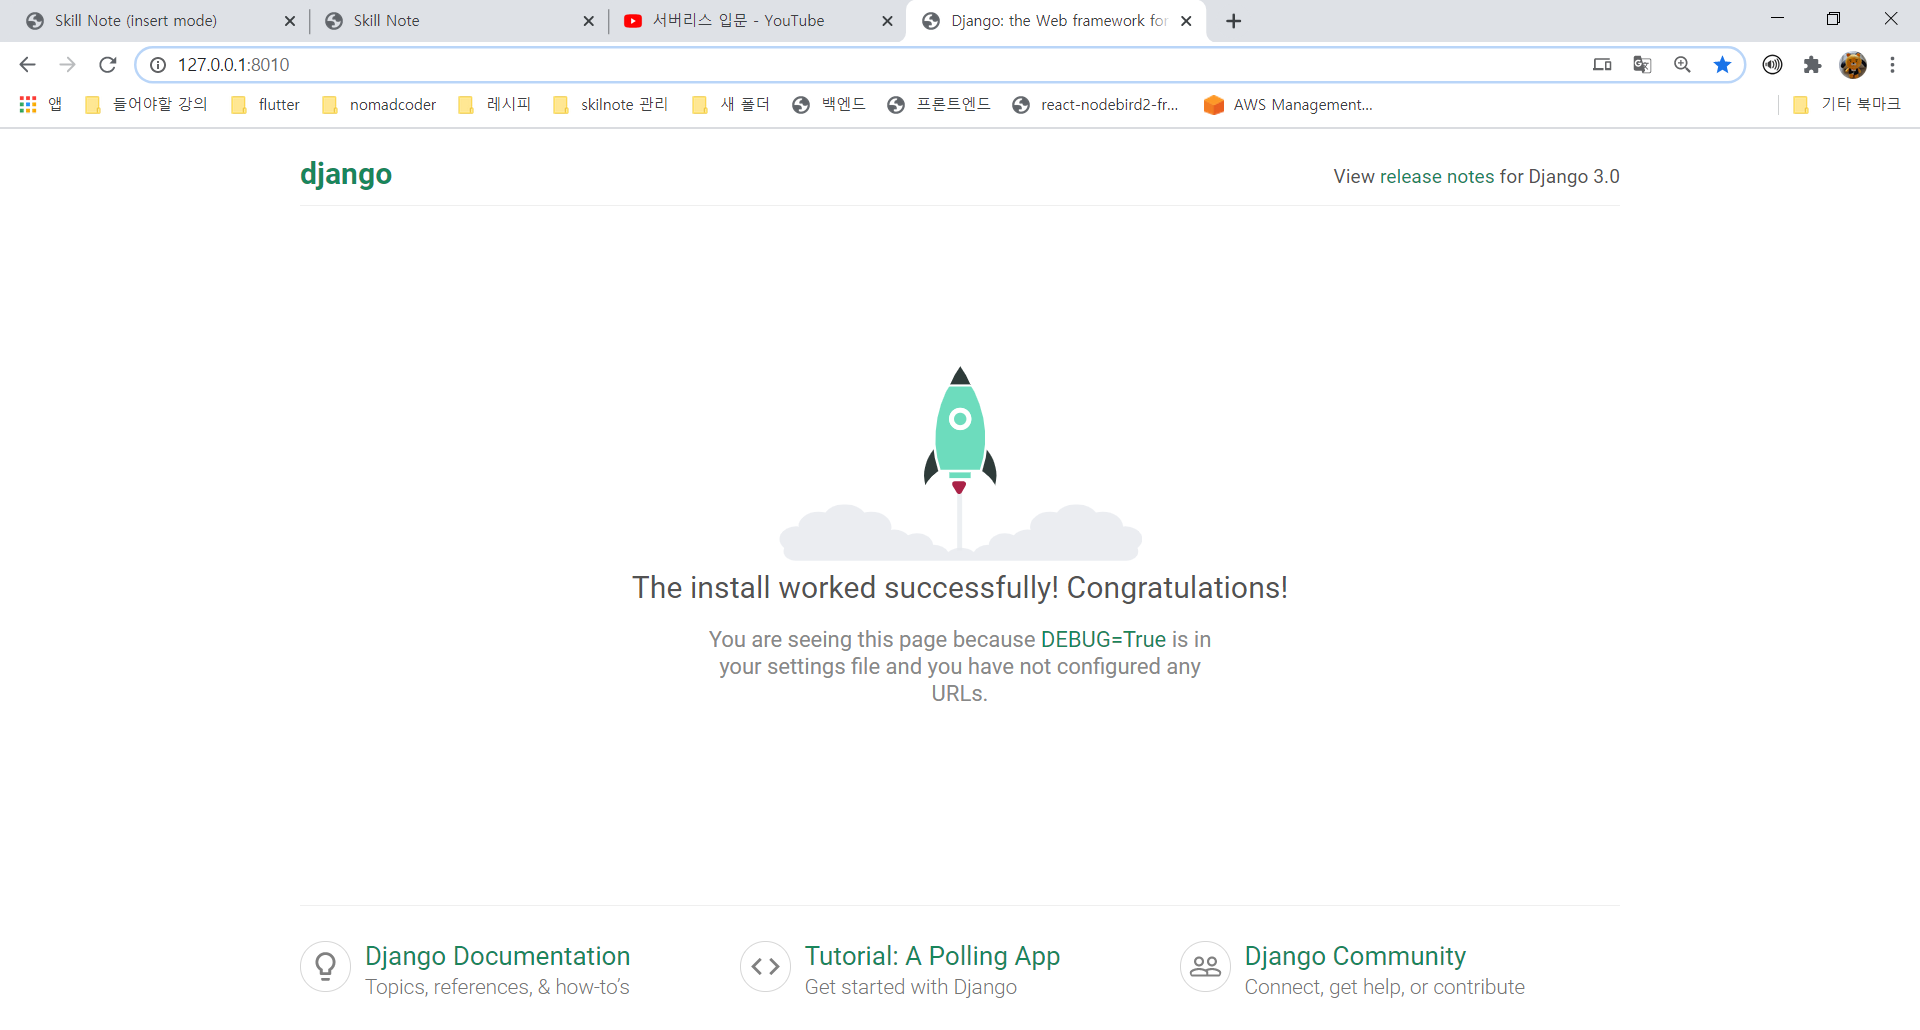 Skill Note (insert mode)
Skill Note
서버리스 입문 - YouTube
Django: the Web framework for
127.0.0.1:8010
앱
들어야할 강의
flutter
nomadcoder
레시피
skilnote 관리
새 폴더
백엔드
프론트엔드
react-nodebird2-fr...
AWS Management...
기타 북마크
django
View release notes for Django 3.0
The install worked successfully! Congratulations!
You are seeing this page because DEBUG=True is in
your settings file and you have not configured any
URLs.
Django Documentation
Topics, references, & how-to's
Tutorial: A Polling App
Get started with Django
Django Community
Connect, get help, or contribute